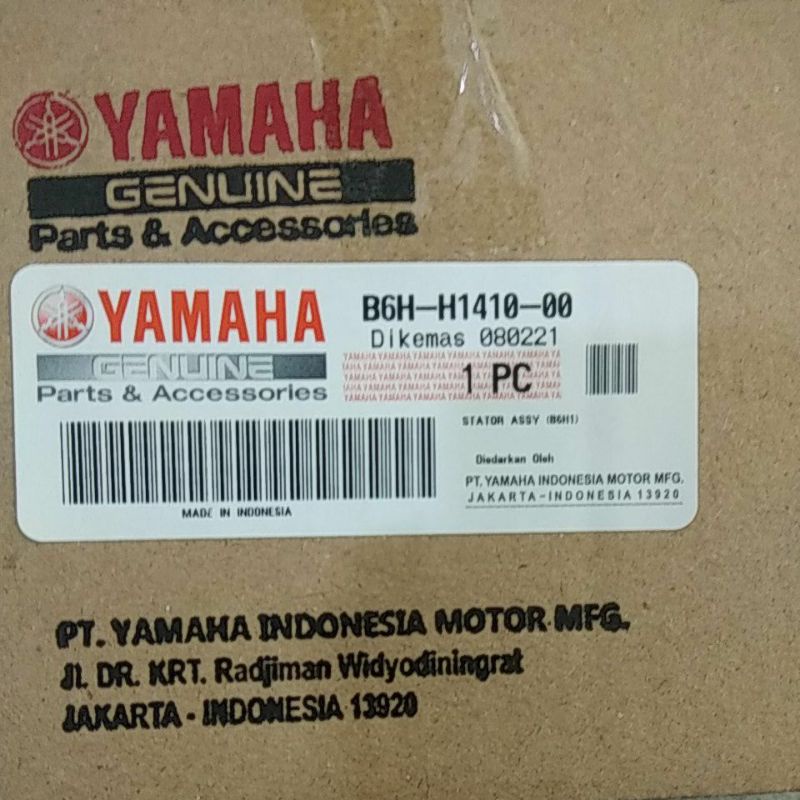 YAMAHA
GENUINE
Parts & Accessories
YAMAHA
GENUINE
Parts & Accessories
B6H-H1410-00
Dikemas 080221
1 PC
STATOR ASSY (B6H1)
Diedarkan Oleh
PT. YAMAHA INDONESIA MOTOR MFG.
JAKARTA-INDONESIA 13920
MADE IN INDONESIA
PT. YAMAHA INDONESIA MOTOR MFG.
Jl. DR. KRT. Radjiman Widyodiningrat
JAKARTA - INDONESIA 13920